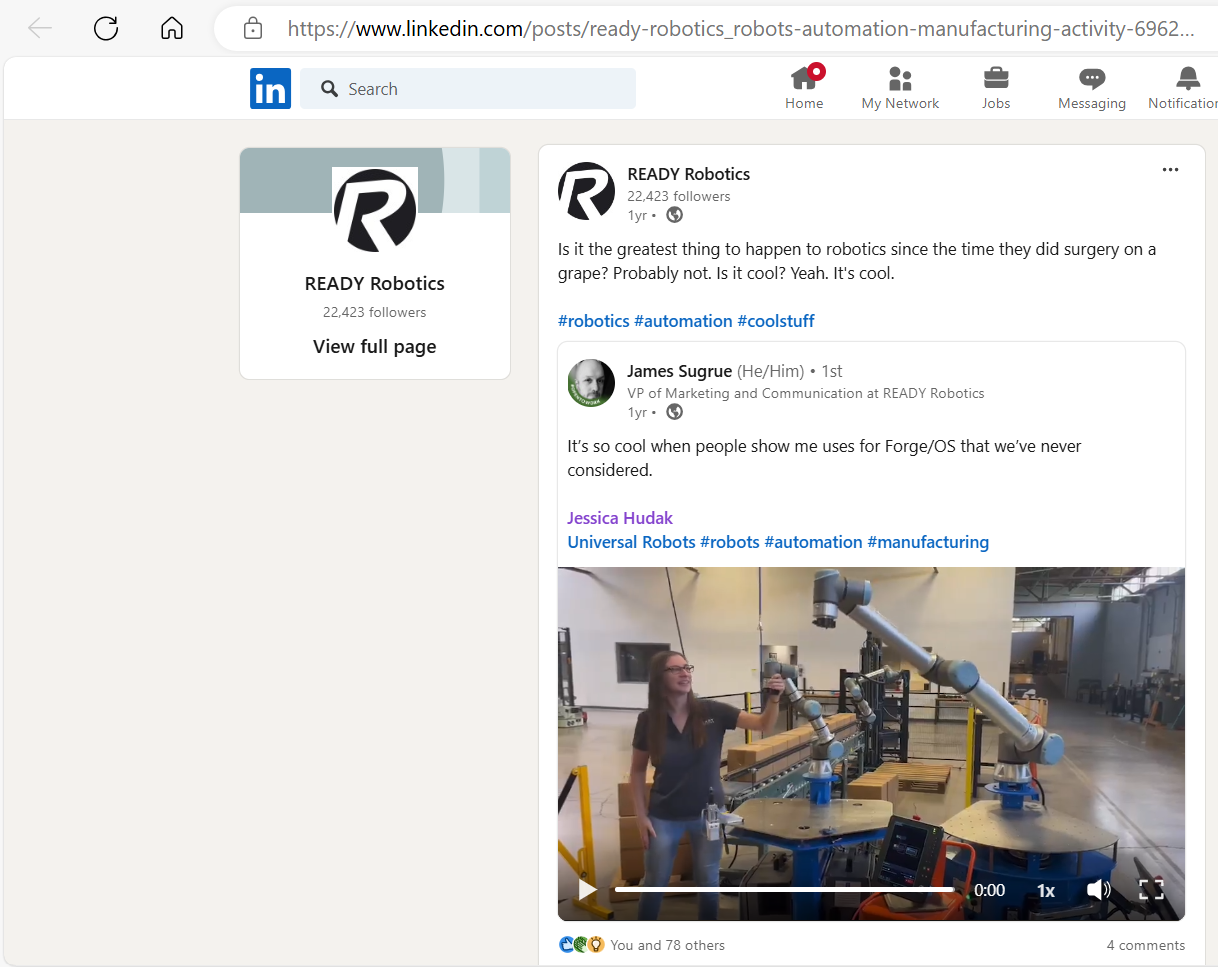 https://www.linkedin.com/posts/ready-robotics_robots-automation-manufacturing-activity-6962...
in
Search
Home
My Network
Jobs
Messaging
Notification
READY Robotics
22,423 followers
View full page
READY Robotics
22,423 followers
1yr •
Is it the greatest thing to happen to robotics since the time they did surgery on a
grape? Probably not. Is it cool? Yeah. It's cool.
#robotics #automation #coolstuff
James Sugrue (He/Him) • 1st
VP of Marketing and Communication at READY Robotics
1yr •
It’s so cool when people show me uses for Forge/OS that we’ve never
considered.
Jessica Hudak
Universal Robots #robots #automation #manufacturing
0:00
1x
You and 78 others
4 comments